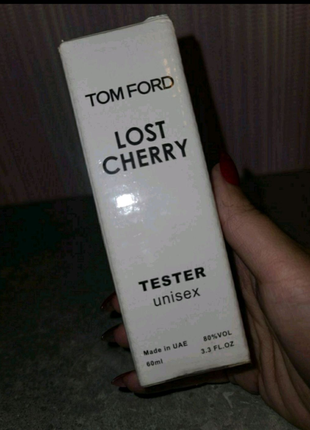 TOM FORD
LOST
CHERRY
TESTER
unisex
Made in UAE 80%VOL
60ml 3.3 FL.OZ